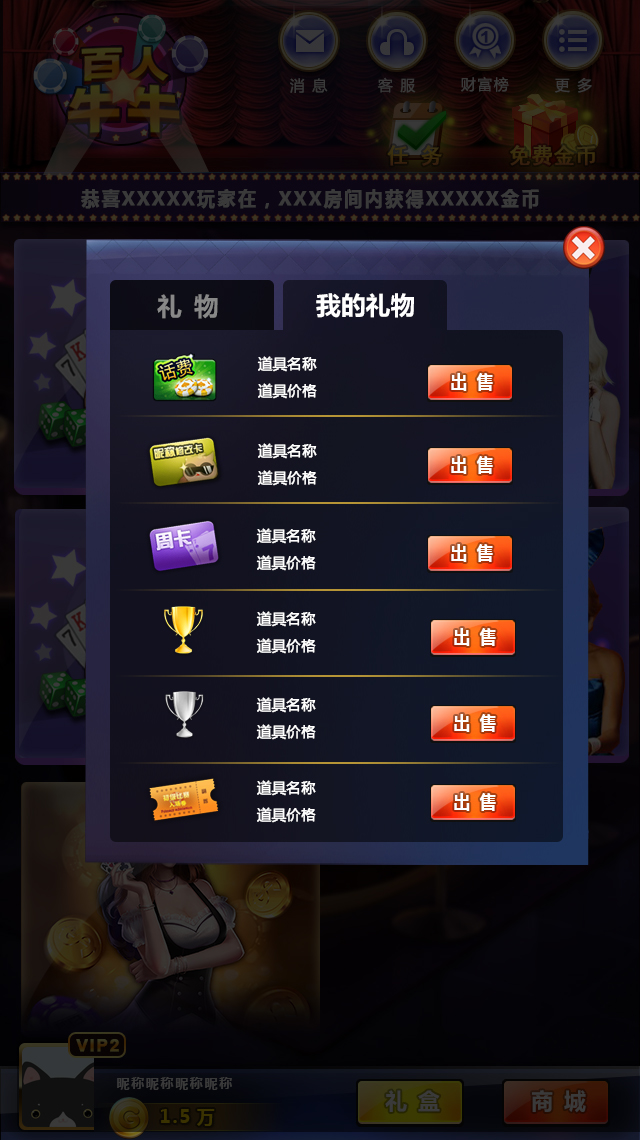 百人
牛牛
消息
客服
财富榜
更多
任务
免费金币
恭喜XXXXX玩家在，XXX房间内获得XXXXX金币
礼物
我的礼物
话费
道具名称
道具价格
出售
昵称修改卡
道具名称
道具价格
出售
周卡
7
道具名称
道具价格
出售
道具名称
道具价格
出售
道具名称
道具价格
出售
道具名称
道具价格
出售
VIP2
昵称昵称昵称昵称
1.5万
礼盒
商城